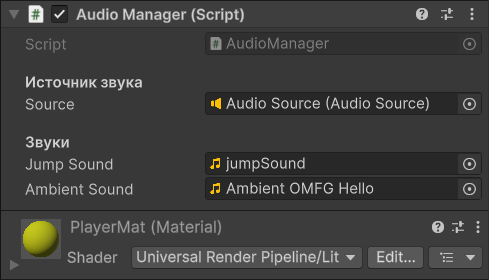 Audio Manager (Script)
Script AudioManager
Источник звука
Source Audio Source (Audio Source)
Звуки
Jump Sound jumpSound
Ambient Sound Ambient OMFG Hello
PlayerMat (Material)
Shader Universal Render Pipeline/Lit Edit...